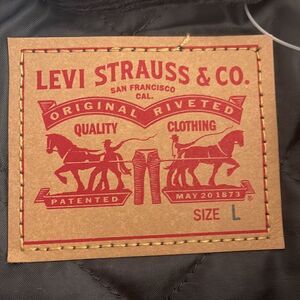 LEVI STRAUSS & CO.
SAN FRANCISCO
CAL.
ORIGINAL RIVETED
QUALITY CLOTHING
PATENTED MAY 20 1873 ®
SIZE L